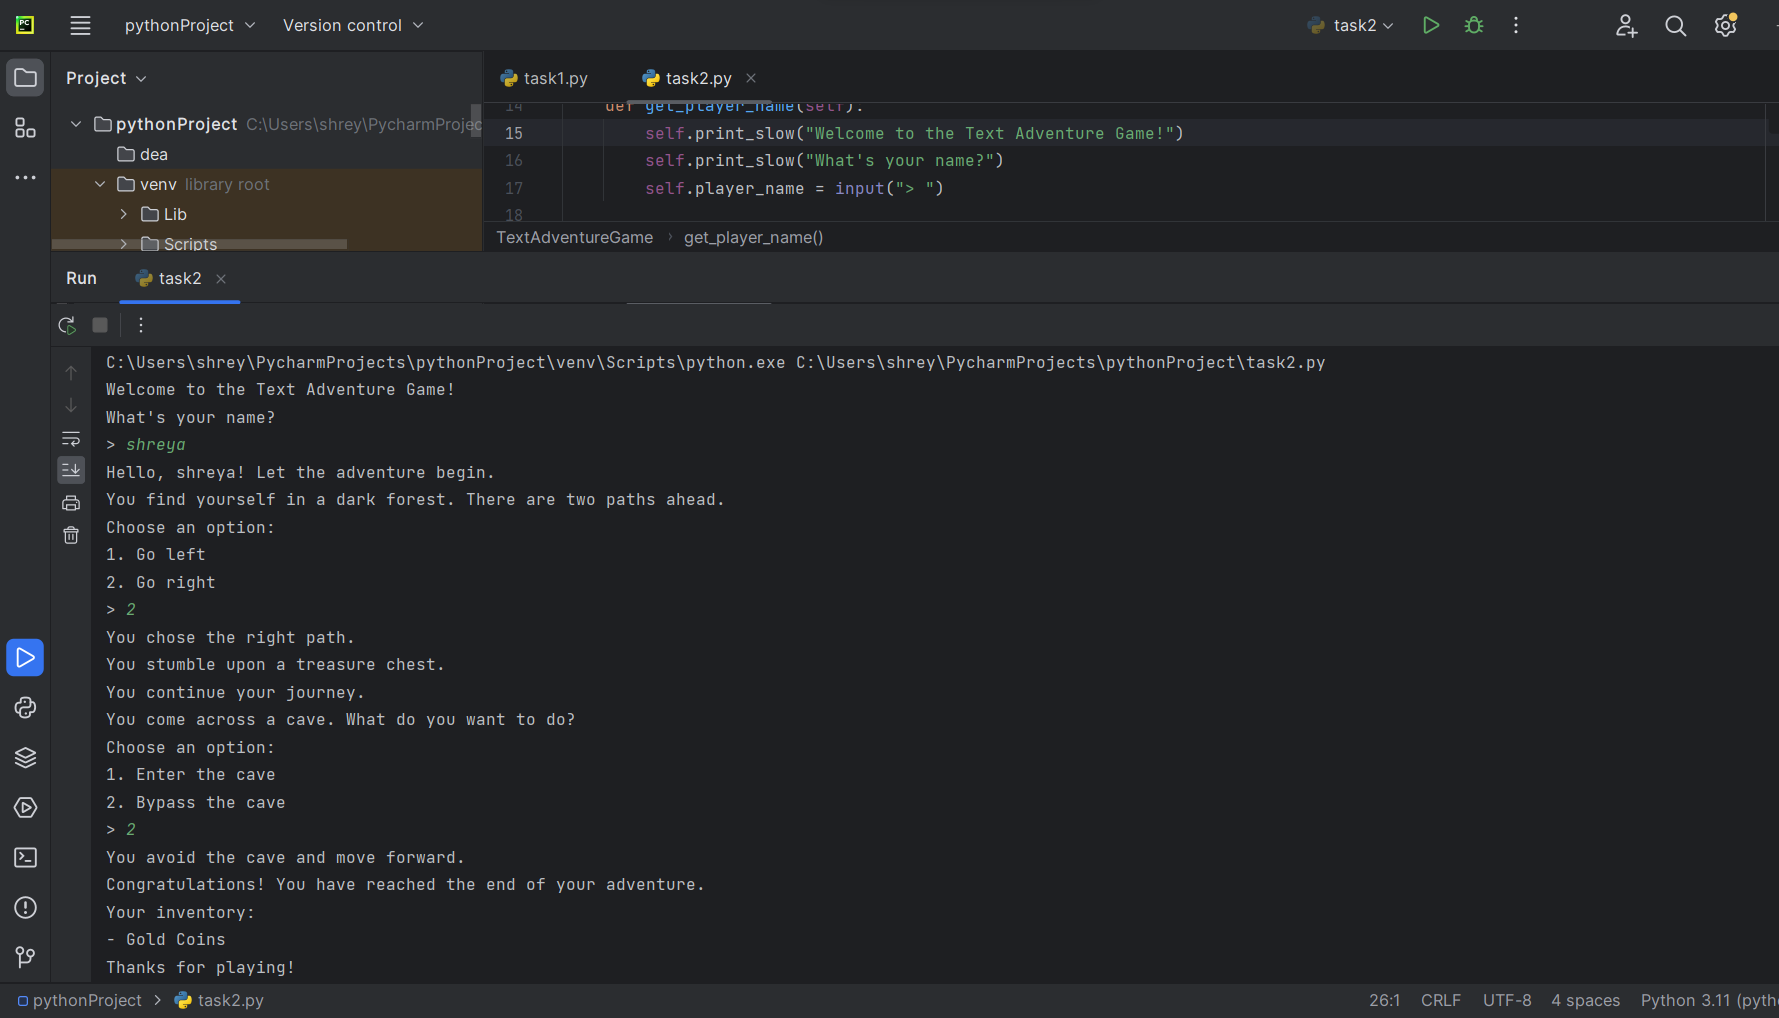 PC
pythonProject
Version control
task2
Project
pythonProject C:\Users\shrey\PycharmProjec
dea
venv library root
Lib
Scripts
task1.py
task2.py
14 def get_player_name(self):
15 self.print_slow("Welcome to the Text Adventure Game!")
16 self.print_slow("What's your name?")
17 self.player_name = input("> ")
18
TextAdventureGame › get_player_name()
Run
task2
C:\Users\shrey\PycharmProjects\pythonProject\venv\Scripts\python.exe C:\Users\shrey\PycharmProjects\pythonProject\task2.py
Welcome to the Text Adventure Game!
What's your name?
> shreya
Hello, shreya! Let the adventure begin.
You find yourself in a dark forest. There are two paths ahead.
Choose an option:
1. Go left
2. Go right
> 2
You chose the right path.
You stumble upon a treasure chest.
You continue your journey.
You come across a cave. What do you want to do?
Choose an option:
1. Enter the cave
2. Bypass the cave
> 2
You avoid the cave and move forward.
Congratulations! You have reached the end of your adventure.
Your inventory:
- Gold Coins
Thanks for playing!
pythonProject > task2.py
26:1 CRLF UTF-8 4 spaces Python 3.11 (pyth